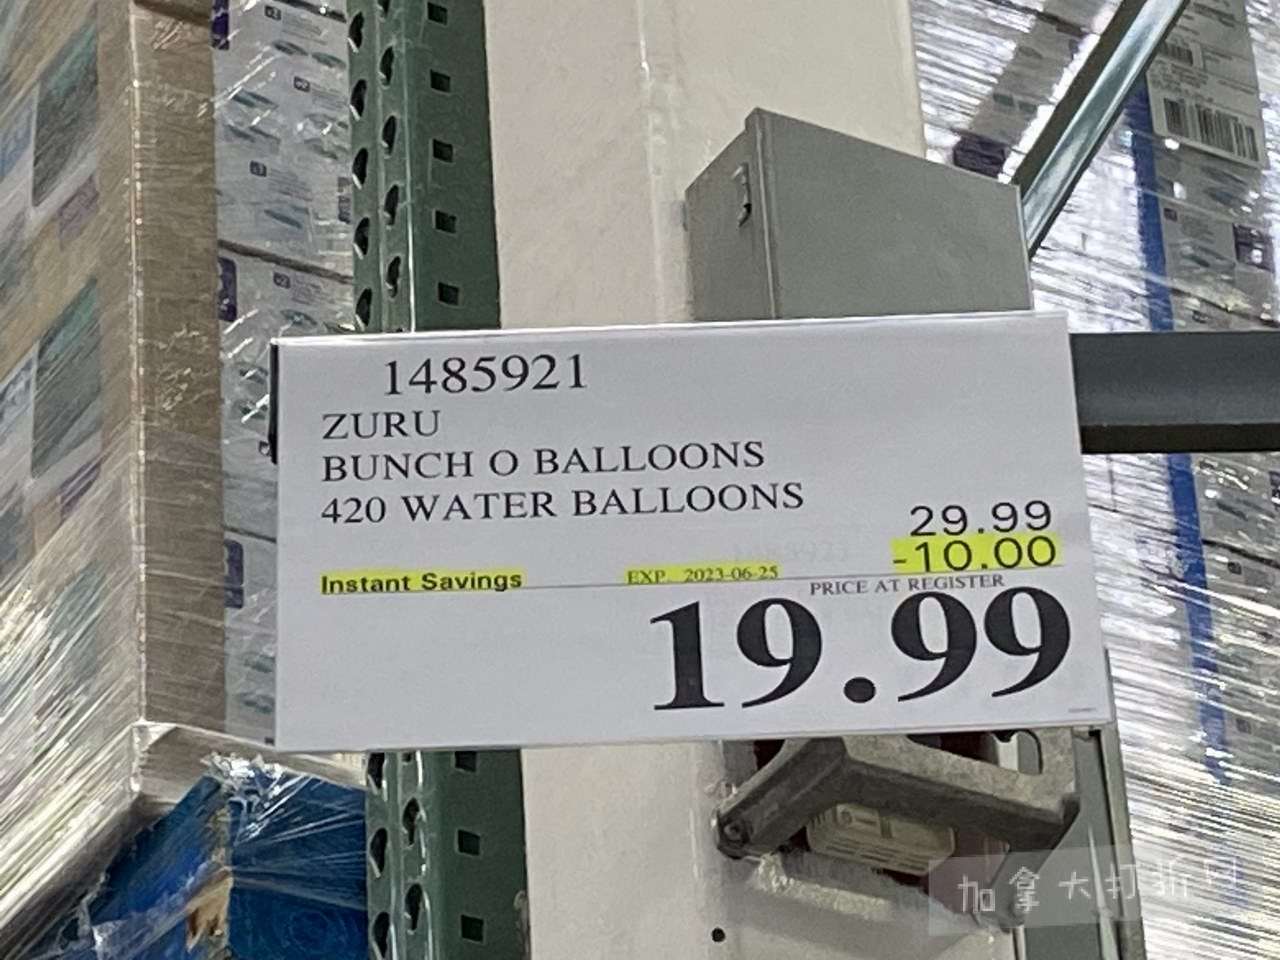 1485921
ZURU
BUNCH O BALLOONS
420 WATER BALLOONS
29.99
-10.00
Instant Savings EXP 2023-06-25
PRICE AT REGISTER
19.99
加拿大打折网